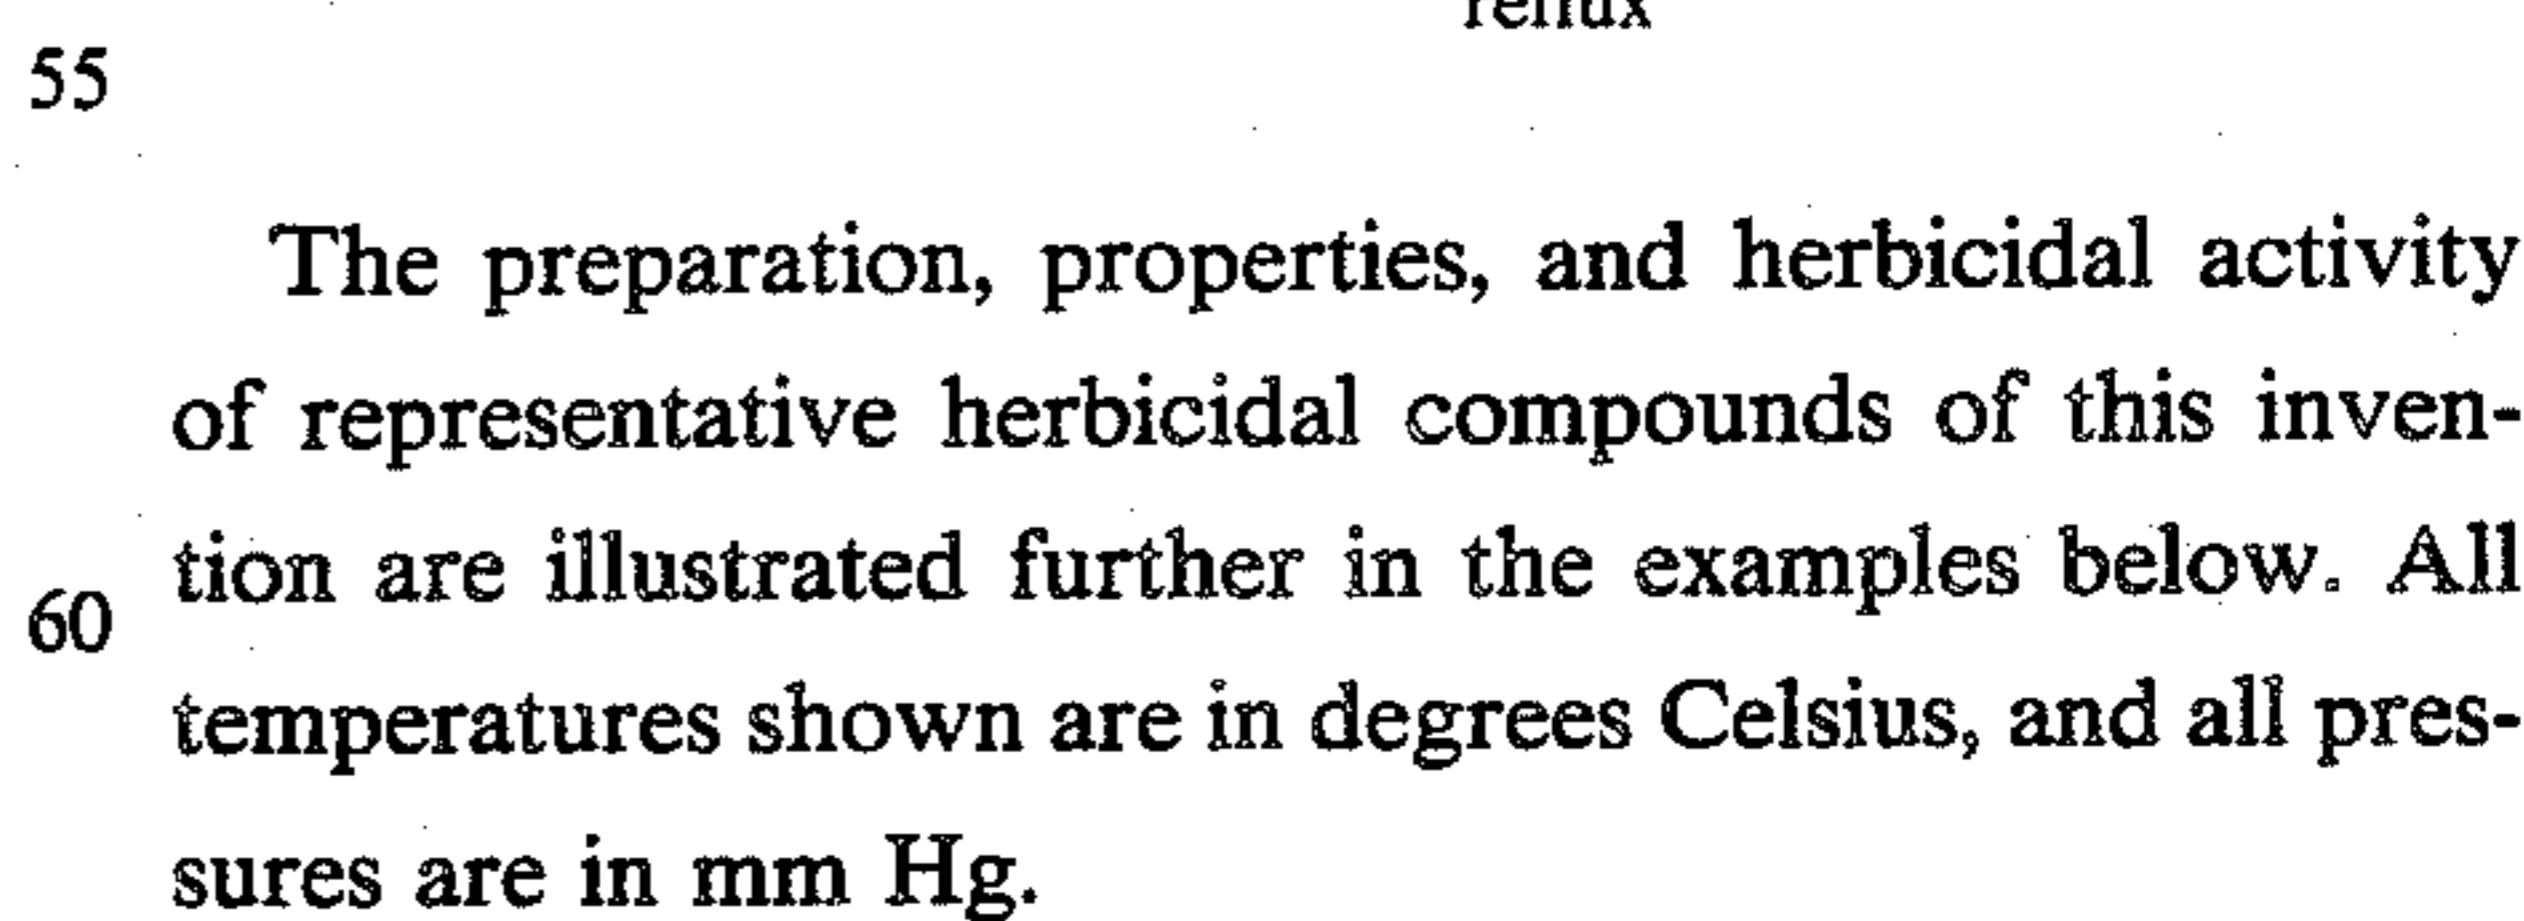 reflux
55
The preparation, properties, and herbicidal activity
of representative herbicidal compounds of this inven-
tion are illustrated further in the examples below. All
60
temperatures shown are in degrees Celsius, and all pres-
sures are in mm Hg.